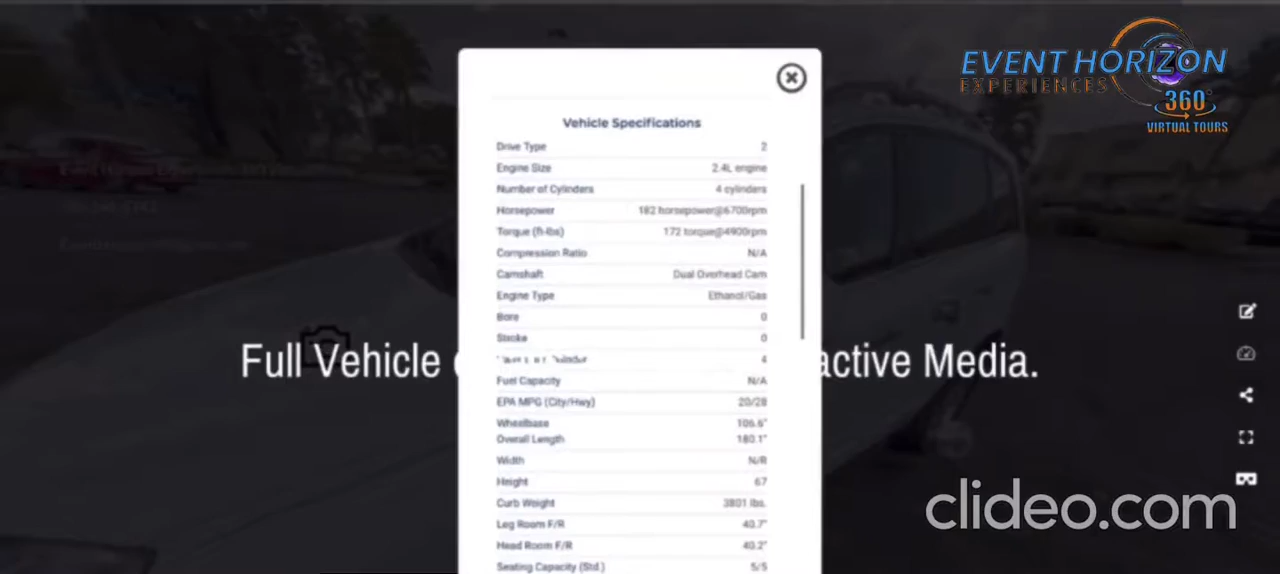 EVENT HORIZON
EXPERIENCES
360°
VIRTUAL TOURS
Vehicle Specifications
Drive Type 2
Engine Size 2.4L engine
Number of Cylinders 4 cylinders
Horsepower 182 horsepower@6700rpm
Torque (ft-lbs) 172 torque@4900rpm
Compression Ratio N/A
Camshaft Dual Overhead Cam
Engine Type Ethanol/Gas
Bore 0
Stroke 0
Cylinder 4
Full Vehicle active Media.
Fuel Capacity N/A
EPA MPG (City/Hwy) 20/28
Wheelbase 106.6"
Overall Length 180.1"
Width N/R
Height 67
Curb Weight 3801 lbs.
Leg Room F/R 40.7"
Head Room F/R 40.2"
Seating Capacity (Std.) 5/5
clideo.com